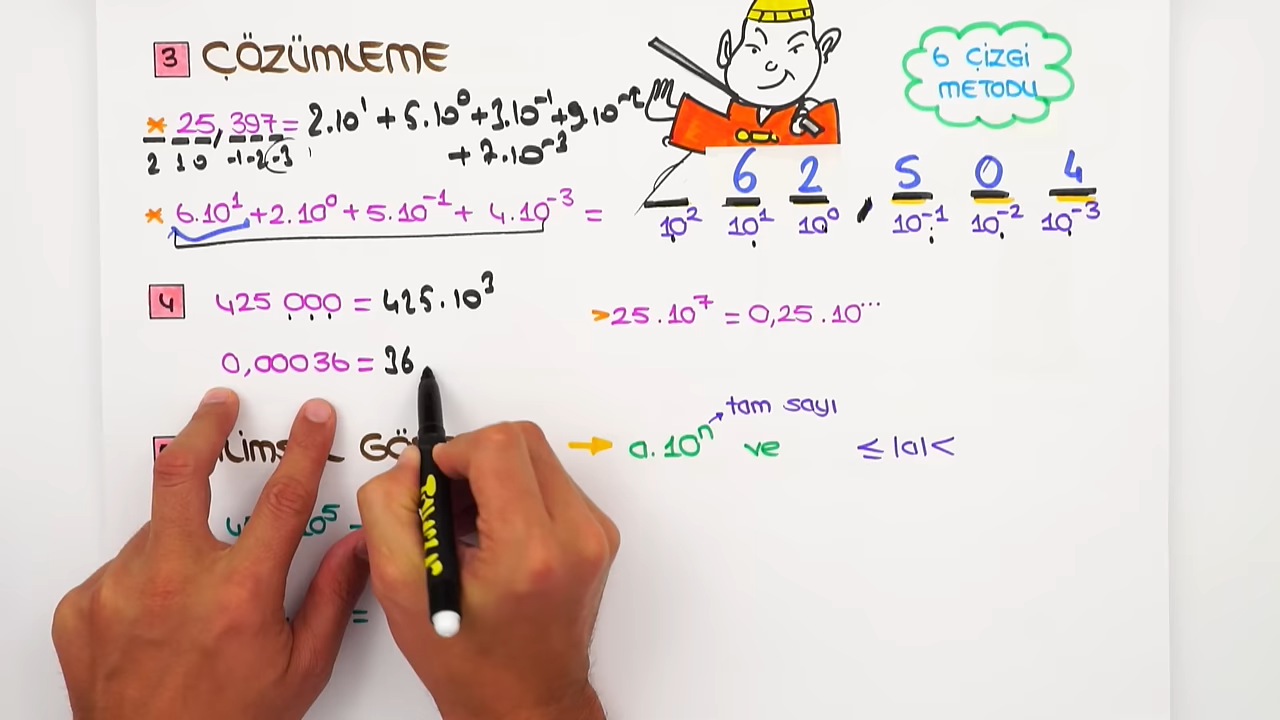 3 ÇÖZÜMLEME
6 ÇİZGİ
METODU
* 25,397 = 2.10¹ + 5.10⁰ + 3.10⁻¹ + 9.10⁻²
2 1 0 -1 -2 -3
+ 7.10⁻³
* 6.10¹ + 2.10⁰ + 5.10⁻¹ + 4.10⁻³ =
6 2 , 5 0 4
10² 10¹ 10⁰ 10⁻¹ 10⁻² 10⁻³
4 425 000 = 425.10³
> 25.10⁷ = 0,25.10···
0,00036 = 36
tam sayı
a.10ⁿ ve ≤ |a| <
=